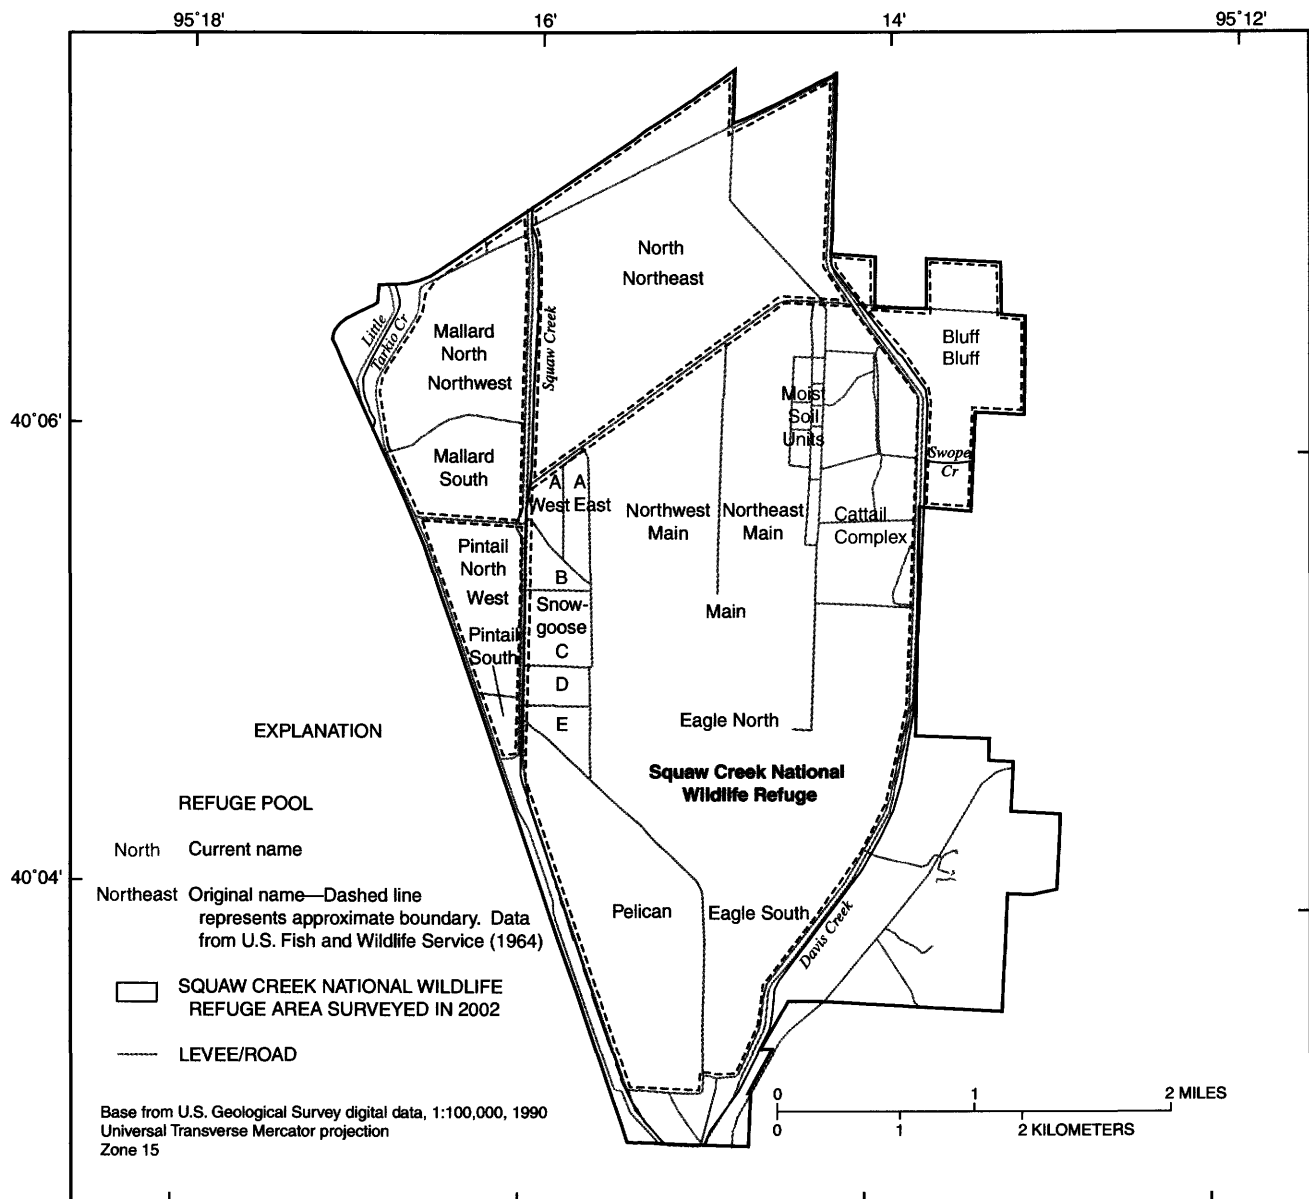 95°18' 16' 14' 95°12'
North
Northeast
Little
Tarkio Cr
Squaw Creek
Mallard
North
Northwest
Bluff
Bluff
Moist
Soil
Units
40°06'
Mallard
South
Swope
Cr
A A
West East
Northwest
Main
Northeast
Main
Cattail
Complex
Pintail
North
West
B
Snow-
goose
C
Main
Pintail
South
D
E
Eagle North
EXPLANATION
Squaw Creek National
Wildlife Refuge
REFUGE POOL
North Current name
40°04'
Northeast Original name—Dashed line
represents approximate boundary. Data
from U.S. Fish and Wildlife Service (1964)
Pelican
Eagle South
Davis Creek
SQUAW CREEK NATIONAL WILDLIFE
REFUGE AREA SURVEYED IN 2002
LEVEE/ROAD
0 1 2 MILES
0 1 2 KILOMETERS
Base from U.S. Geological Survey digital data, 1:100,000, 1990
Universal Transverse Mercator projection
Zone 15